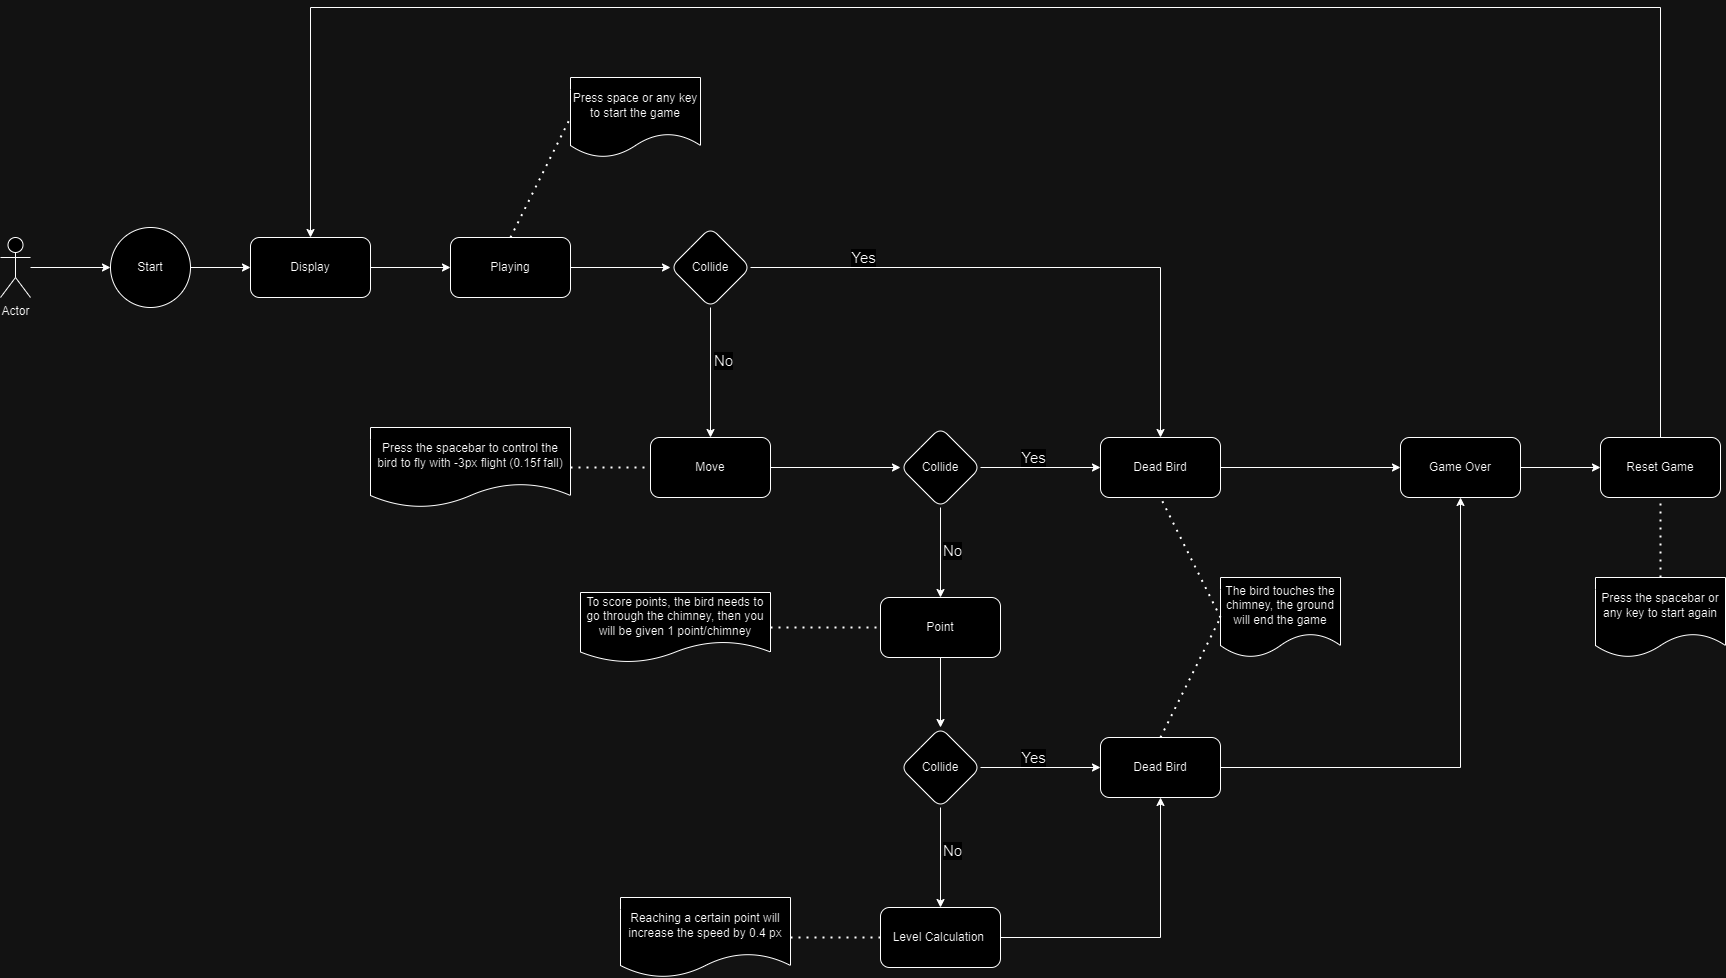 Press space or any key
to start the game
Actor
Start
Display
Playing
Collide
Yes
No
Press the spacebar to control the
bird to fly with -3px flight (0.15f fall)
Move
Collide
Yes
Dead Bird
Game Over
Reset Game
No
To score points, the bird needs to
go through the chimney, then you
will be given 1 point/chimney
Point
The bird touches the
chimney, the ground
will end the game
Press the spacebar or
any key to start again
Collide
Yes
Dead Bird
No
Reaching a certain point will
increase the speed by 0.4 px
Level Calculation